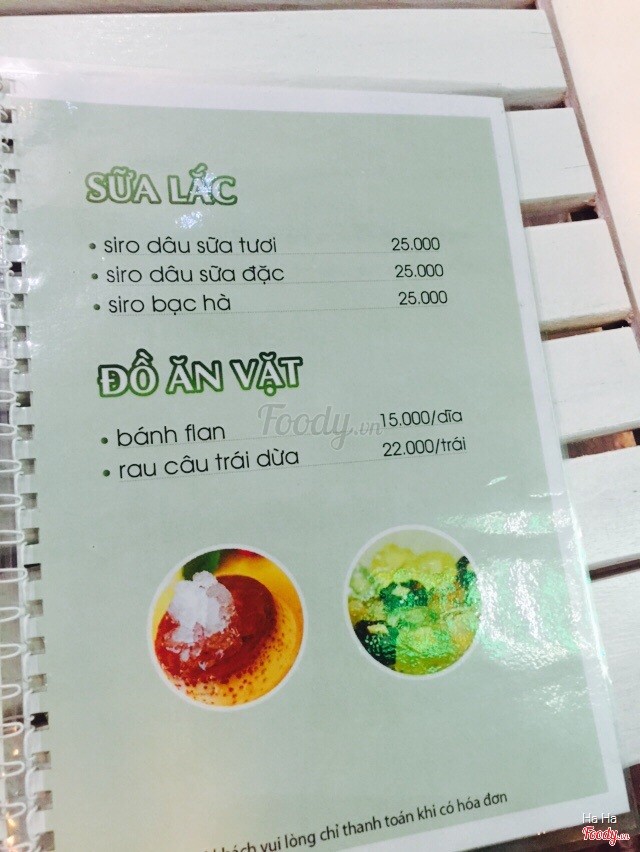 SỮA LẮC
• siro dâu sữa tươi 25.000
• siro dâu sữa đặc 25.000
• siro bạc hà 25.000
ĐỒ ĂN VẶT
• bánh flan 15.000/dĩa
• rau câu trái dừa 22.000/trái
Foody.vn
khách vui lòng chỉ thanh toán khi có hóa đơn
Ha Ha
Foody.vn